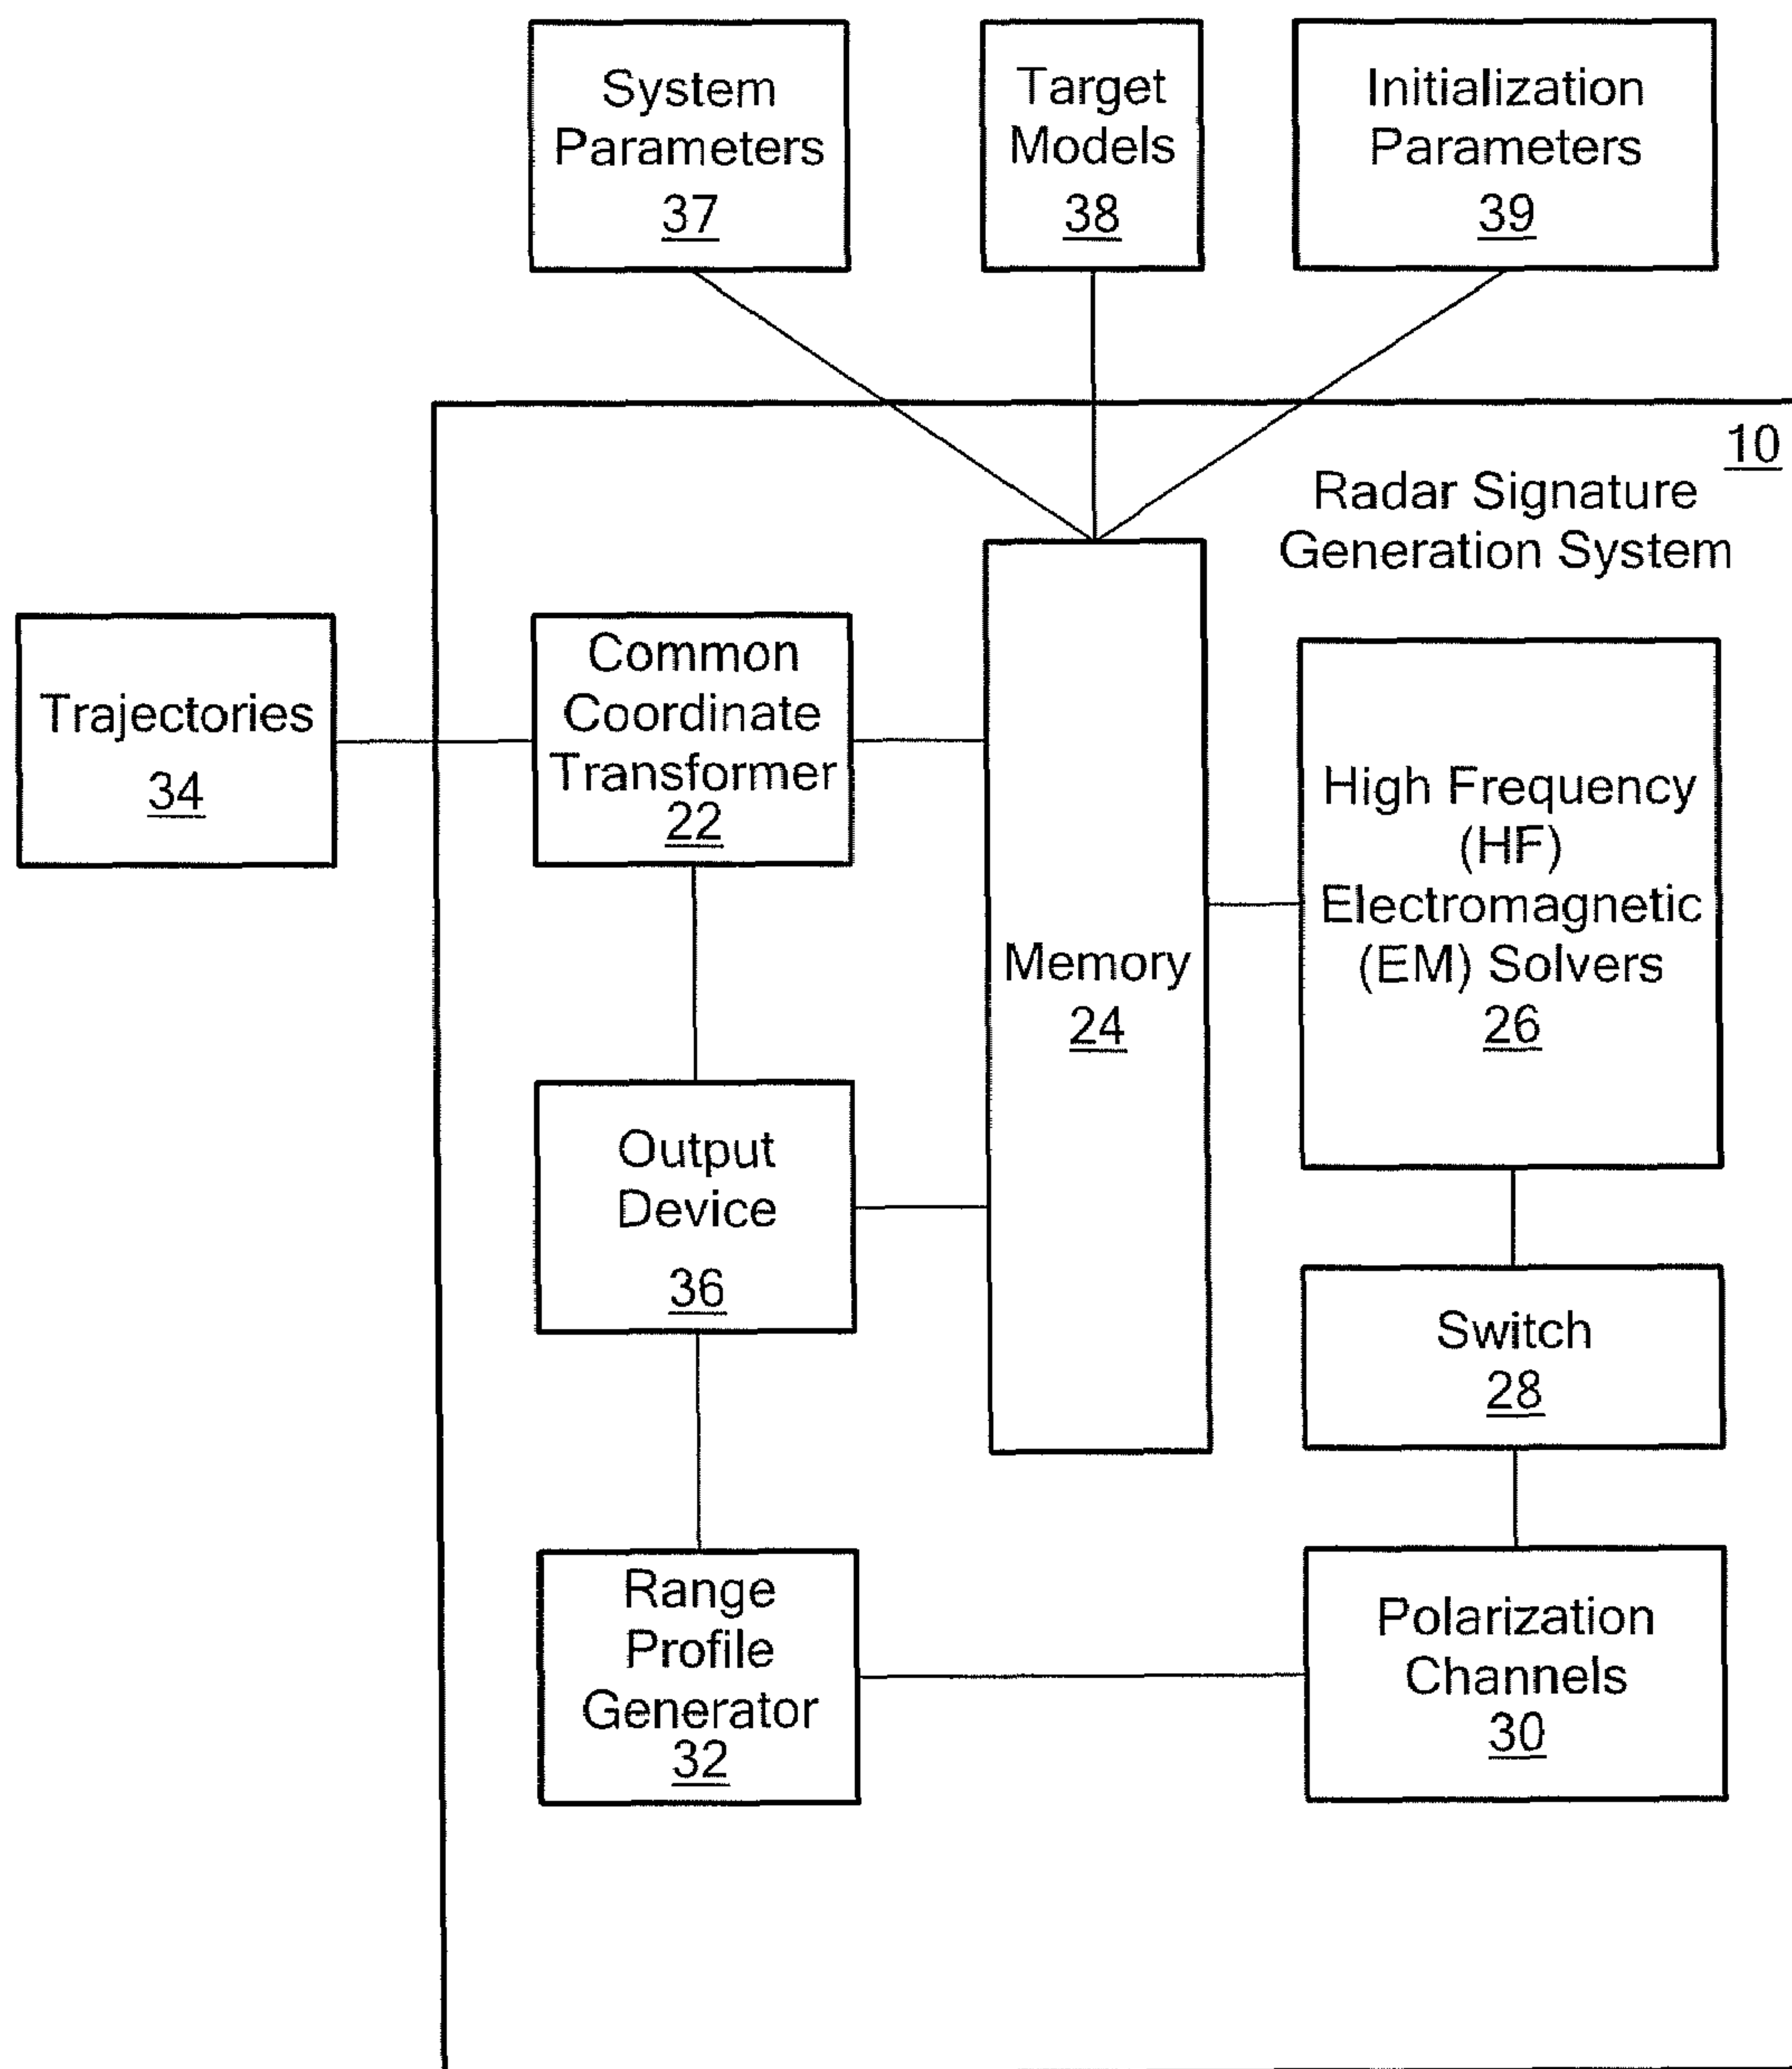 System
Parameters
37
Target
Models
38
Initialization
Parameters
39
10
Radar Signature
Generation System
Trajectories
34
Common
Coordinate
Transformer
22
Memory
24
High Frequency
(HF)
Electromagnetic
(EM) Solvers
26
Output
Device
36
Switch
28
Range
Profile
Generator
32
Polarization
Channels
30